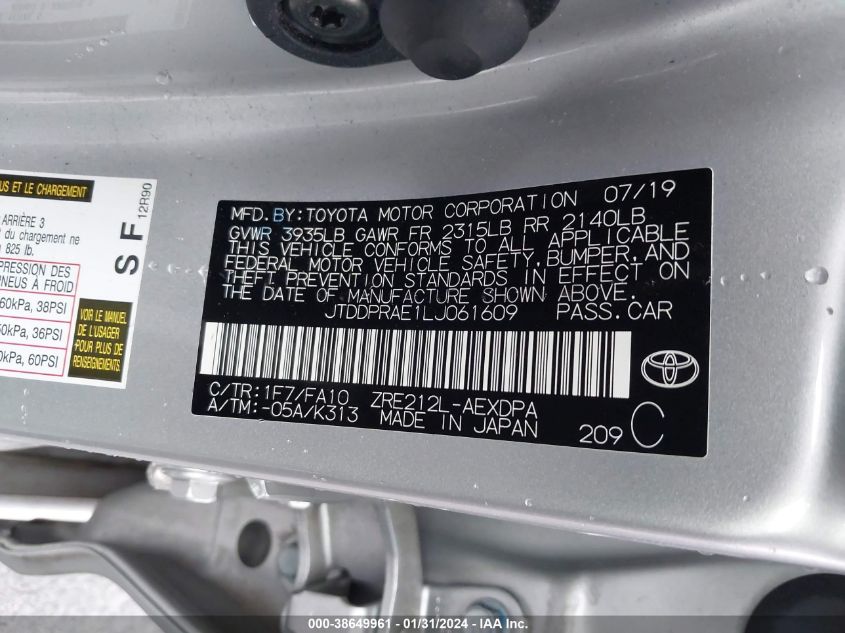 US ET LE CHARGEMENT
ARRIÈRE 3
t du chargement ne
825 lb.
PRESSION DES
PNEUS À FROID
60kPa, 38PSI
50kPa, 36PSI
0kPa, 60PSI
VOIR LE MANUEL
DE L'USAGER
POUR PLUS DE
RENSEIGNEMENTS
S F
12R90
MFD. BY: TOYOTA MOTOR CORPORATION 07/19
GVWR 3935LB GAWR FR 2315LB RR 2140LB
THIS VEHICLE CONFORMS TO ALL APPLICABLE
FEDERAL MOTOR VEHICLE SAFETY, BUMPER, AND
THEFT PREVENTION STANDARDS IN EFFECT ON
THE DATE OF MANUFACTURE SHOWN ABOVE.
JTDDPRAE1LJ061609 PASS.CAR
C/TR: 1F7/FA10 ZRE212L-AEXDPA
A/TM: -05A/K313 MADE IN JAPAN
209 C
000-38649961 - 01/31/2024 - IAA